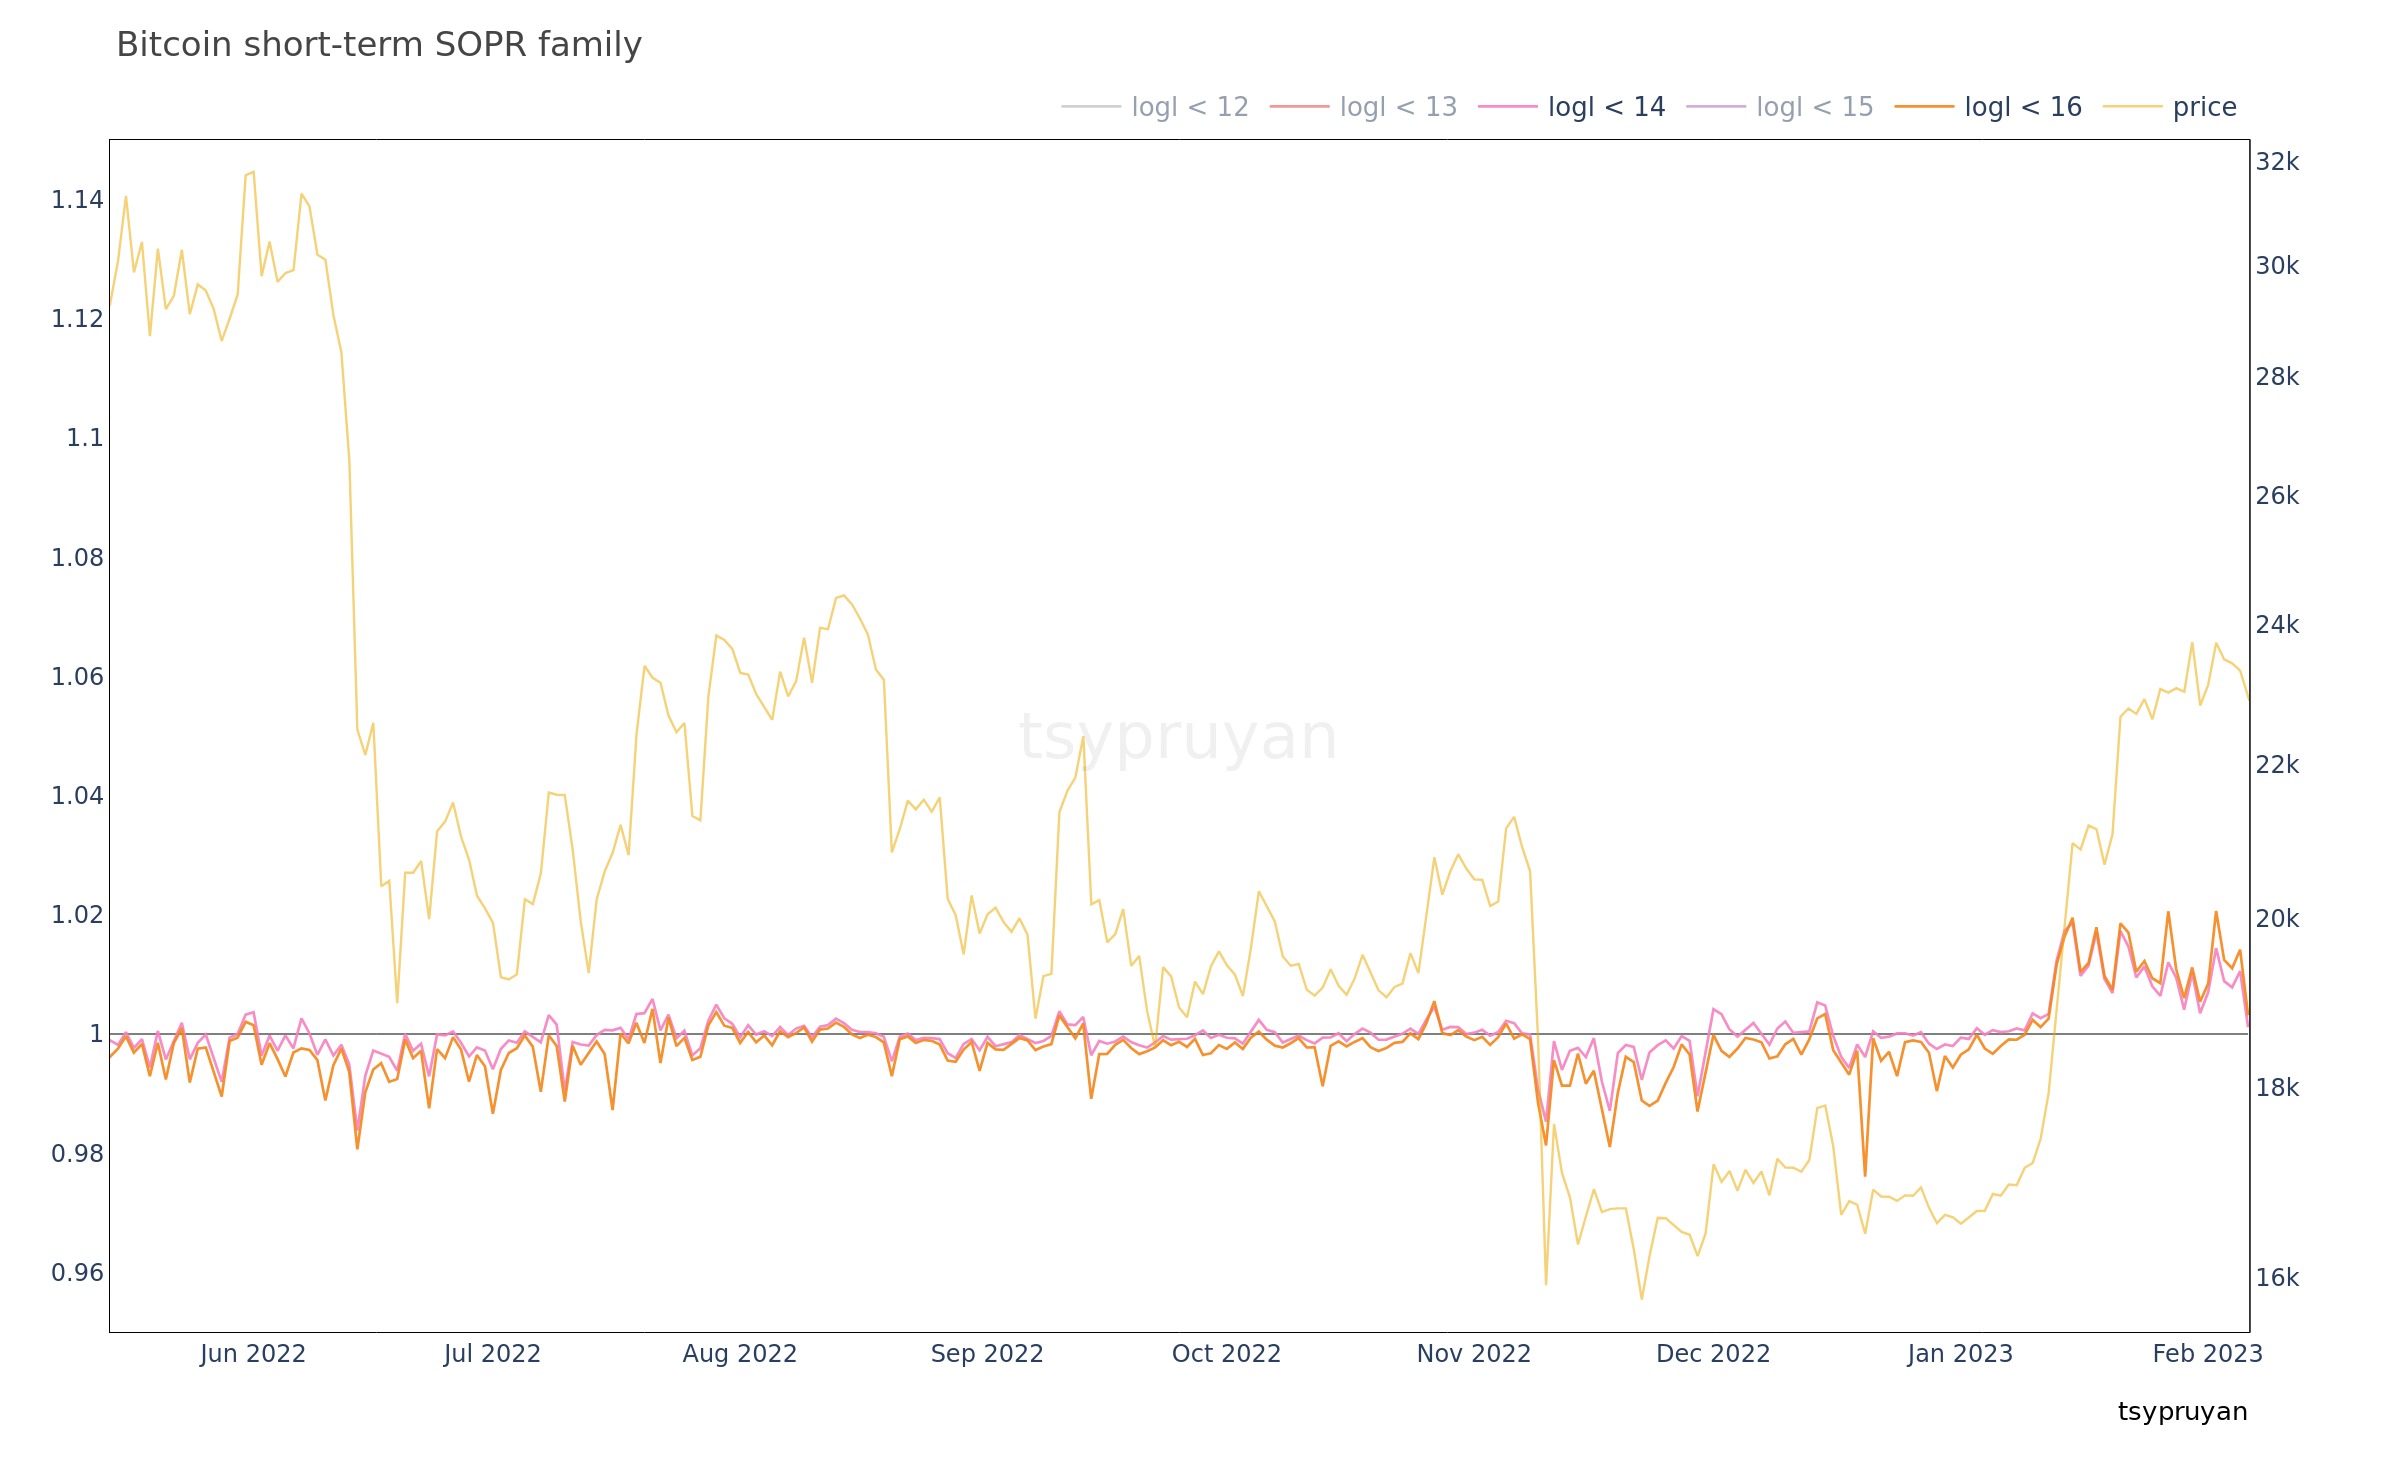 Bitcoin short-term SOPR family
logl < 12 logl < 13 logl < 14 logl < 15 logl < 16 price
1.14
1.12
1.1
1.08
1.06
1.04
1.02
1
0.98
0.96
32k
30k
28k
26k
24k
22k
20k
18k
16k
tsypruyan
Jun 2022 Jul 2022 Aug 2022 Sep 2022 Oct 2022 Nov 2022 Dec 2022 Jan 2023 Feb 2023
tsypruyan